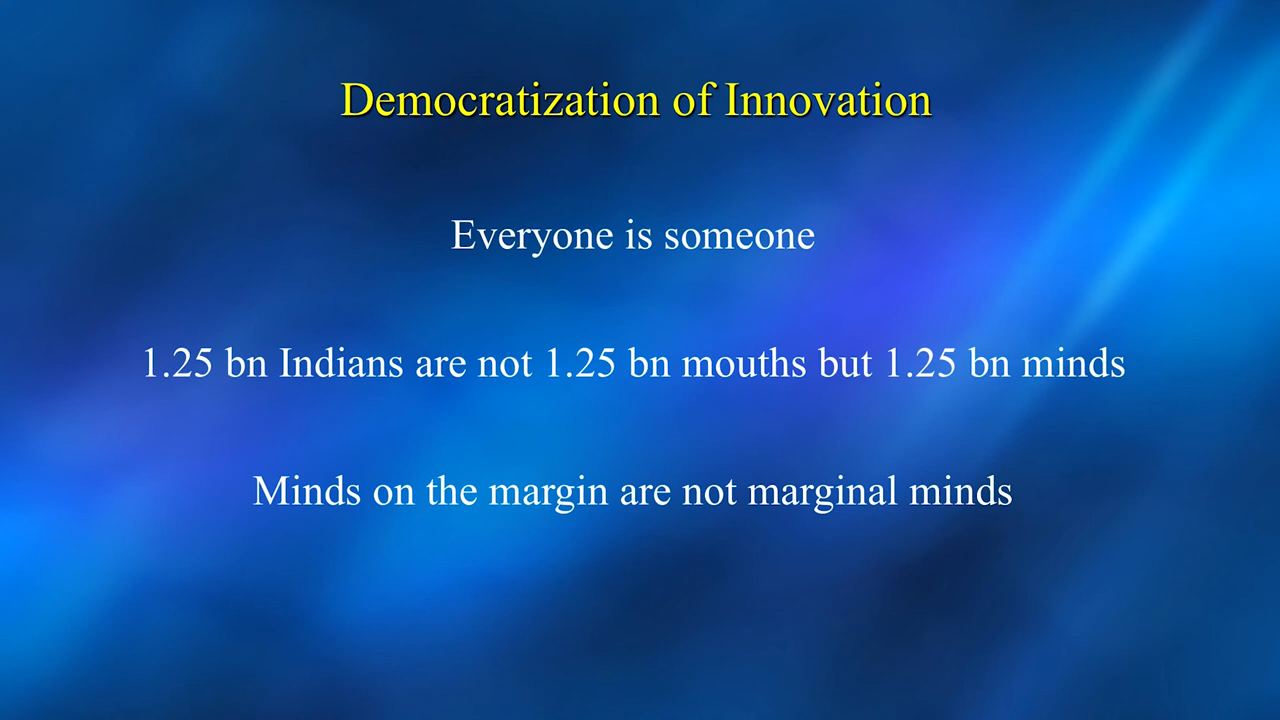 Democratization of Innovation
Everyone is someone
1.25 bn Indians are not 1.25 bn mouths but 1.25 bn minds
Minds on the margin are not marginal minds